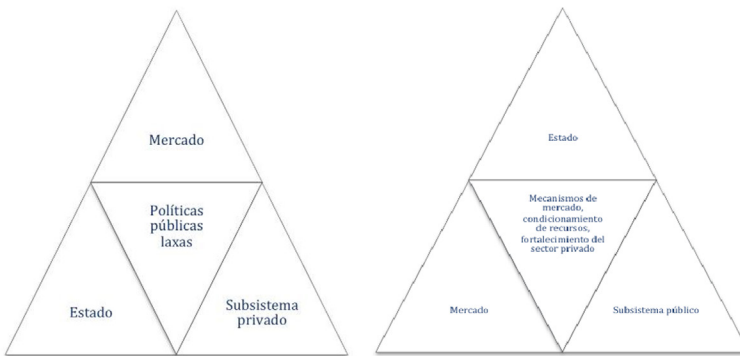 Mercado
Políticas
públicas
laxas
Estado
Subsistema
privado
Estado
Mecanismos de
mercado,
condicionamiento
de recursos,
fortalecimiento del
sector privado
Mercado
Subsistema público